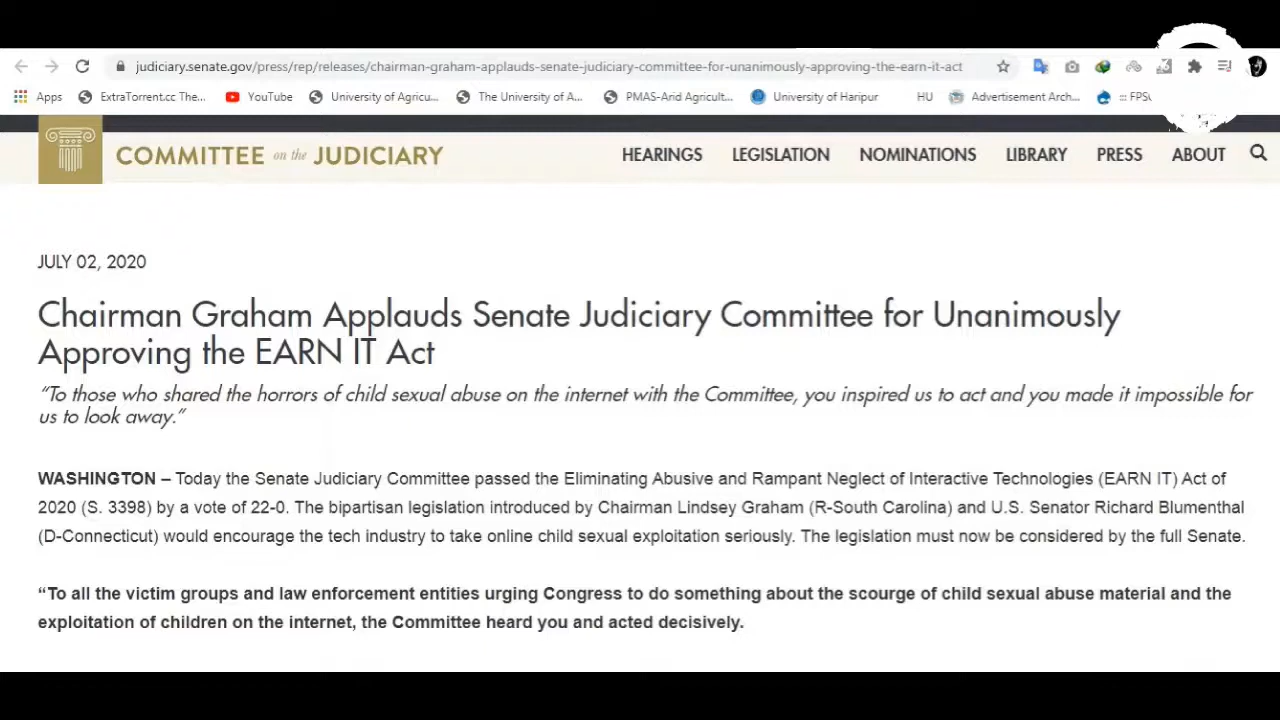 judiciary.senate.gov/press/rep/releases/chairman-graham-applauds-senate-judiciary-committee-for-unanimously-approving-the-earn-it-act
Apps ExtraTorrent.cc The... YouTube University of Agricu... The University of A... PMAS-Arid Agricult... University of Haripur HU Advertisement Arch... ::: FPSC
COMMITTEE on the JUDICIARY HEARINGS LEGISLATION NOMINATIONS LIBRARY PRESS ABOUT
JULY 02, 2020
Chairman Graham Applauds Senate Judiciary Committee for Unanimously
Approving the EARN IT Act
“To those who shared the horrors of child sexual abuse on the internet with the Committee, you inspired us to act and you made it impossible for
us to look away.”
WASHINGTON – Today the Senate Judiciary Committee passed the Eliminating Abusive and Rampant Neglect of Interactive Technologies (EARN IT) Act of
2020 (S. 3398) by a vote of 22-0. The bipartisan legislation introduced by Chairman Lindsey Graham (R-South Carolina) and U.S. Senator Richard Blumenthal
(D-Connecticut) would encourage the tech industry to take online child sexual exploitation seriously. The legislation must now be considered by the full Senate.
“To all the victim groups and law enforcement entities urging Congress to do something about the scourge of child sexual abuse material and the
exploitation of children on the internet, the Committee heard you and acted decisively.